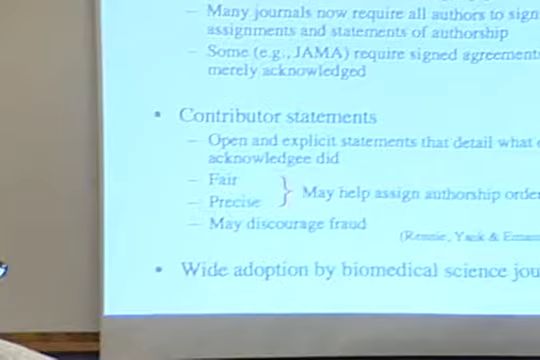 – Many journals now require all authors to sign
assignments and statements of authorship
– Some (e.g., JAMA) require signed agreements
merely acknowledged
• Contributor statements
– Open and explicit statements that detail what
acknowledgee did
– Fair
– Precise } May help assign authorship order
– May discourage fraud
(Rennie, Yank &
• Wide adoption by biomedical science jou